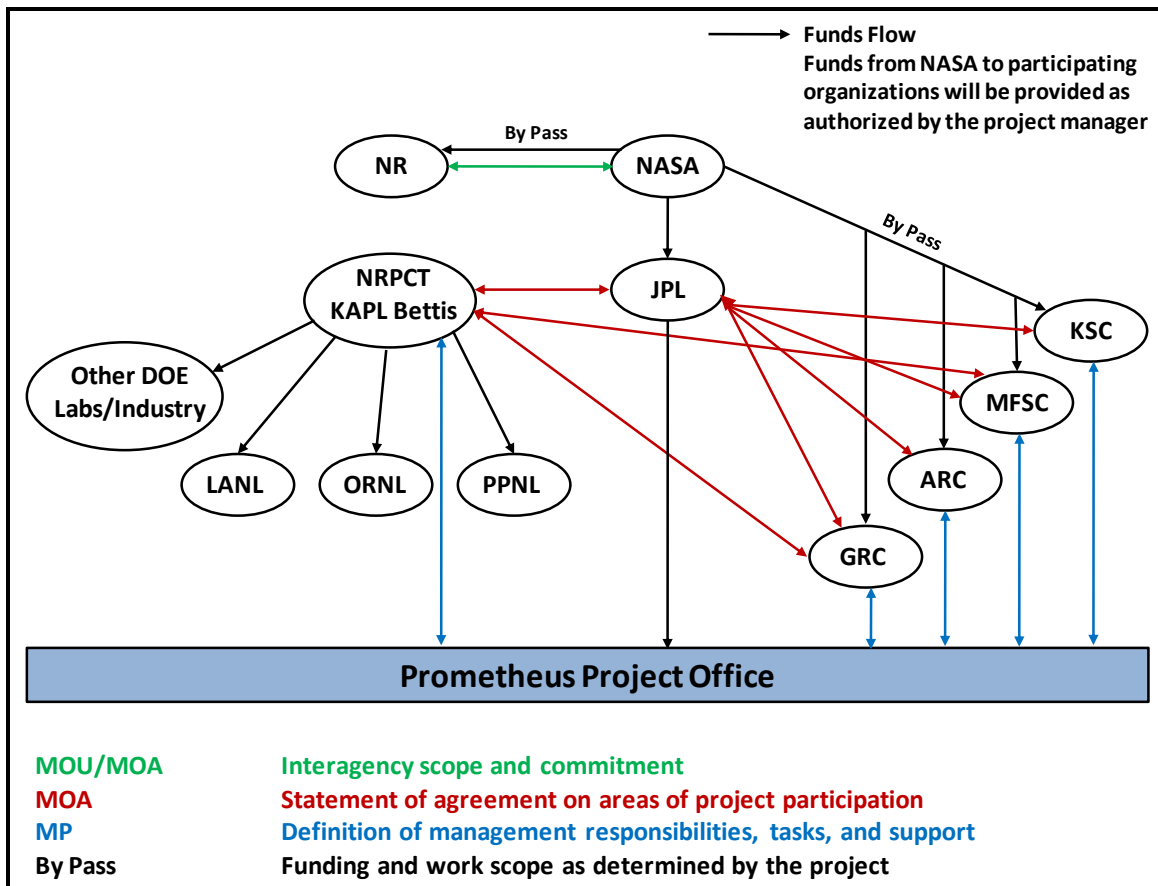 Funds Flow
Funds from NASA to participating
organizations will be provided as
authorized by the project manager
By Pass
NR
NASA
By Pass
NRPCT
KAPL Bettis
JPL
KSC
Other DOE
Labs/Industry
MFSC
LANL
ORNL
PPNL
ARC
GRC
Prometheus Project Office
MOU/MOA Interagency scope and commitment
MOA Statement of agreement on areas of project participation
MP Definition of management responsibilities, tasks, and support
By Pass Funding and work scope as determined by the project